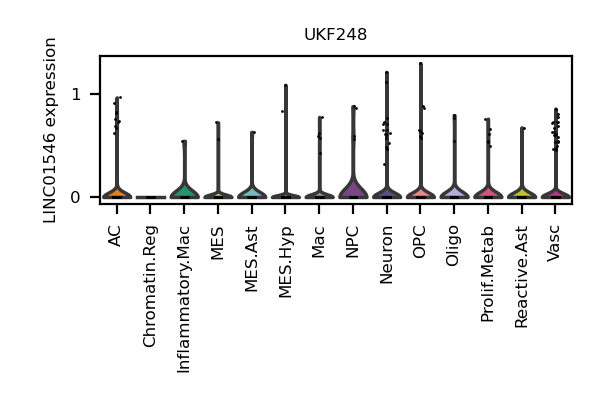 UKF248
LINC01546 expression
1
0
AC
Chromatin.Reg
Inflammatory.Mac
MES
MES.Ast
MES.Hyp
Mac
NPC
Neuron
OPC
Oligo
Prolif.Metab
Reactive.Ast
Vasc